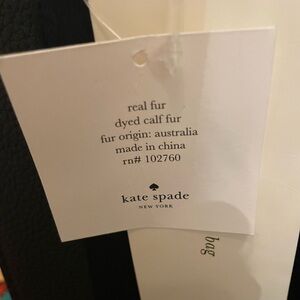 real fur
dyed calf fur
fur origin: australia
made in china
rn# 102760
kate spade
NEW YORK
bag